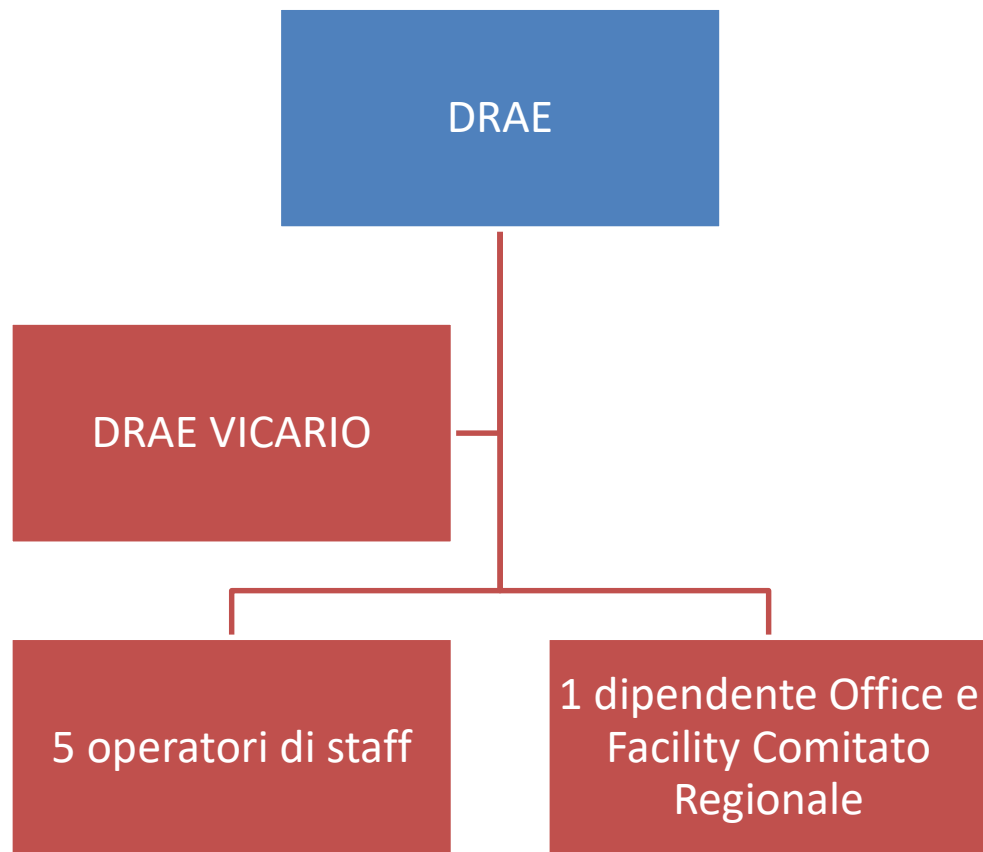 DRAE
DRAE VICARIO
5 operatori di staff
1 dipendente Office e
Facility Comitato
Regionale